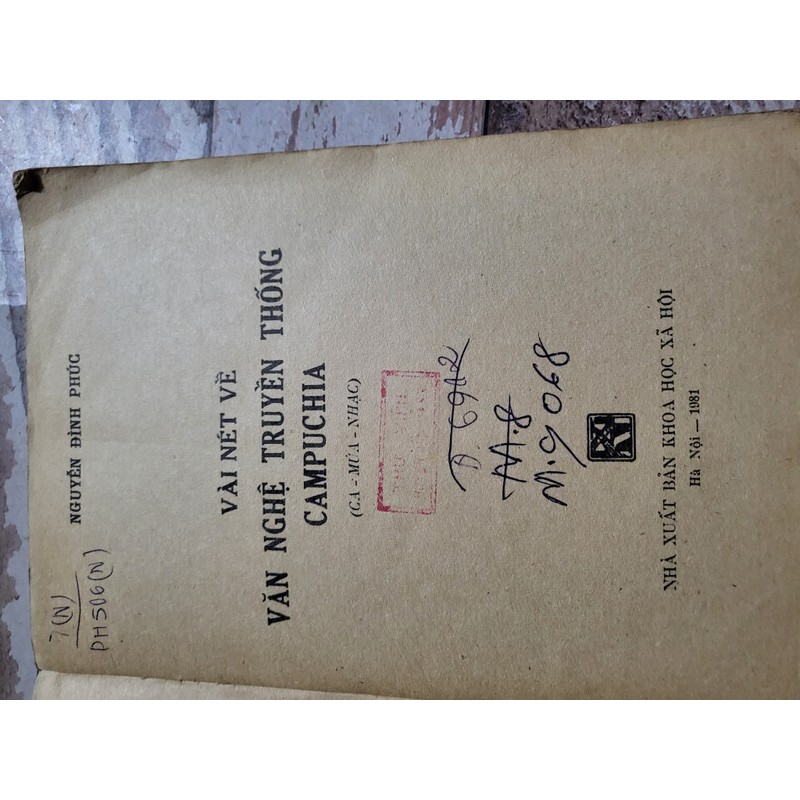 7(N)
PH506(N)
NGUYỄN ĐÌNH PHÚC
VÀI NÉT VỀ
VĂN NGHỆ TRUYỀN THỐNG
CAMPUCHIA
(CA - MÚA - NHẠC)
M.8
M.9068
NHÀ XUẤT BẢN KHOA HỌC XÃ HỘI
Hà Nội — 1981